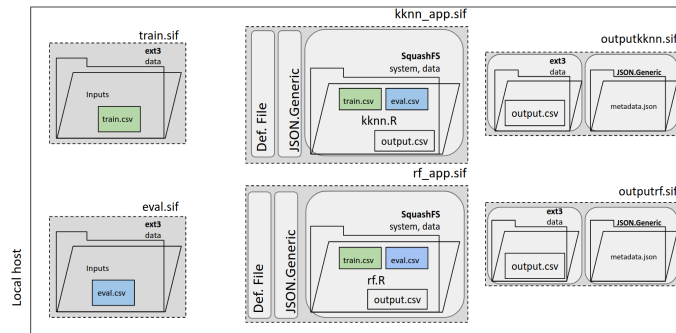 kknn_app.sif
train.sif
ext3
data
Inputs
train.csv
Def. File
JSON.Generic
SquashFS
system, data
train.csv
eval.csv
kknn.R
output.csv
outputkknn.sif
ext3
data
output.csv
JSON.Generic
metadata.json
eval.sif
ext3
data
Inputs
eval.csv
rf_app.sif
Def. File
JSON.Generic
SquashFS
system, data
train.csv
eval.csv
rf.R
output.csv
outputrf.sif
ext3
data
output.csv
JSON.Generic
metadata.json
Local host